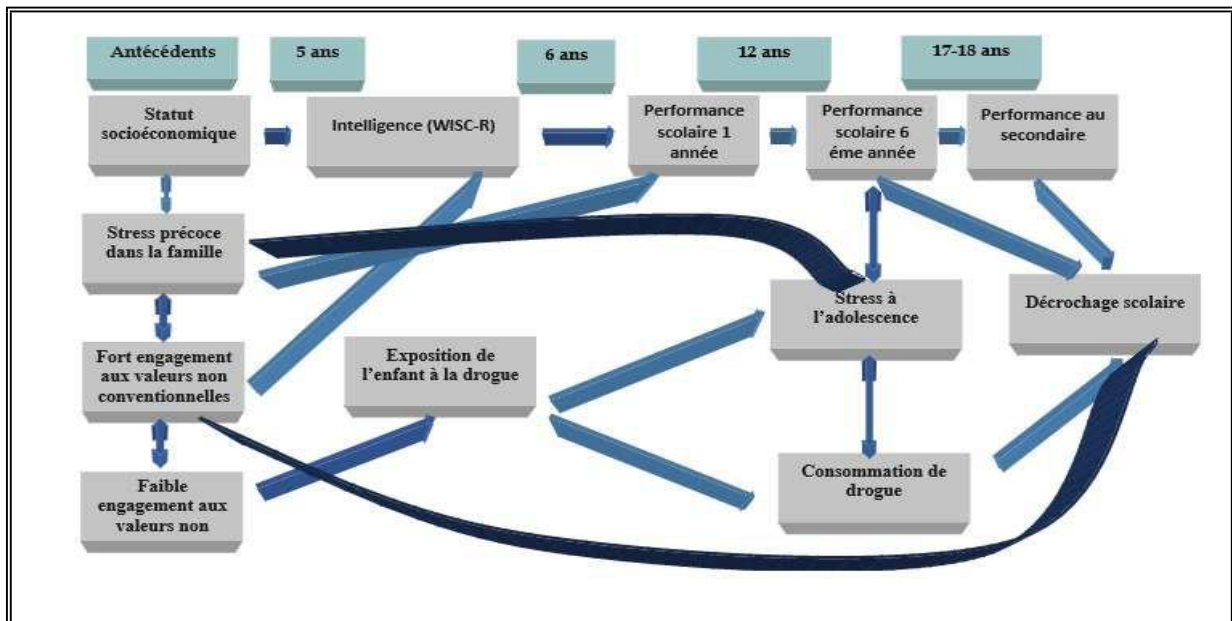 Antécédents
5 ans
6 ans
12 ans
17-18 ans
Statut
socioéconomique
Intelligence (WISC-R)
Performance
scolaire 1
année
Performance
scolaire 6
éme année
Performance au
secondaire
Stress précoce
dans la famille
Stress à
l’adolescence
Décrochage scolaire
Fort engagement
aux valeurs non
conventionnelles
Exposition de
l’enfant à la drogue
Faible
engagement aux
valeurs non
Consommation de
drogue